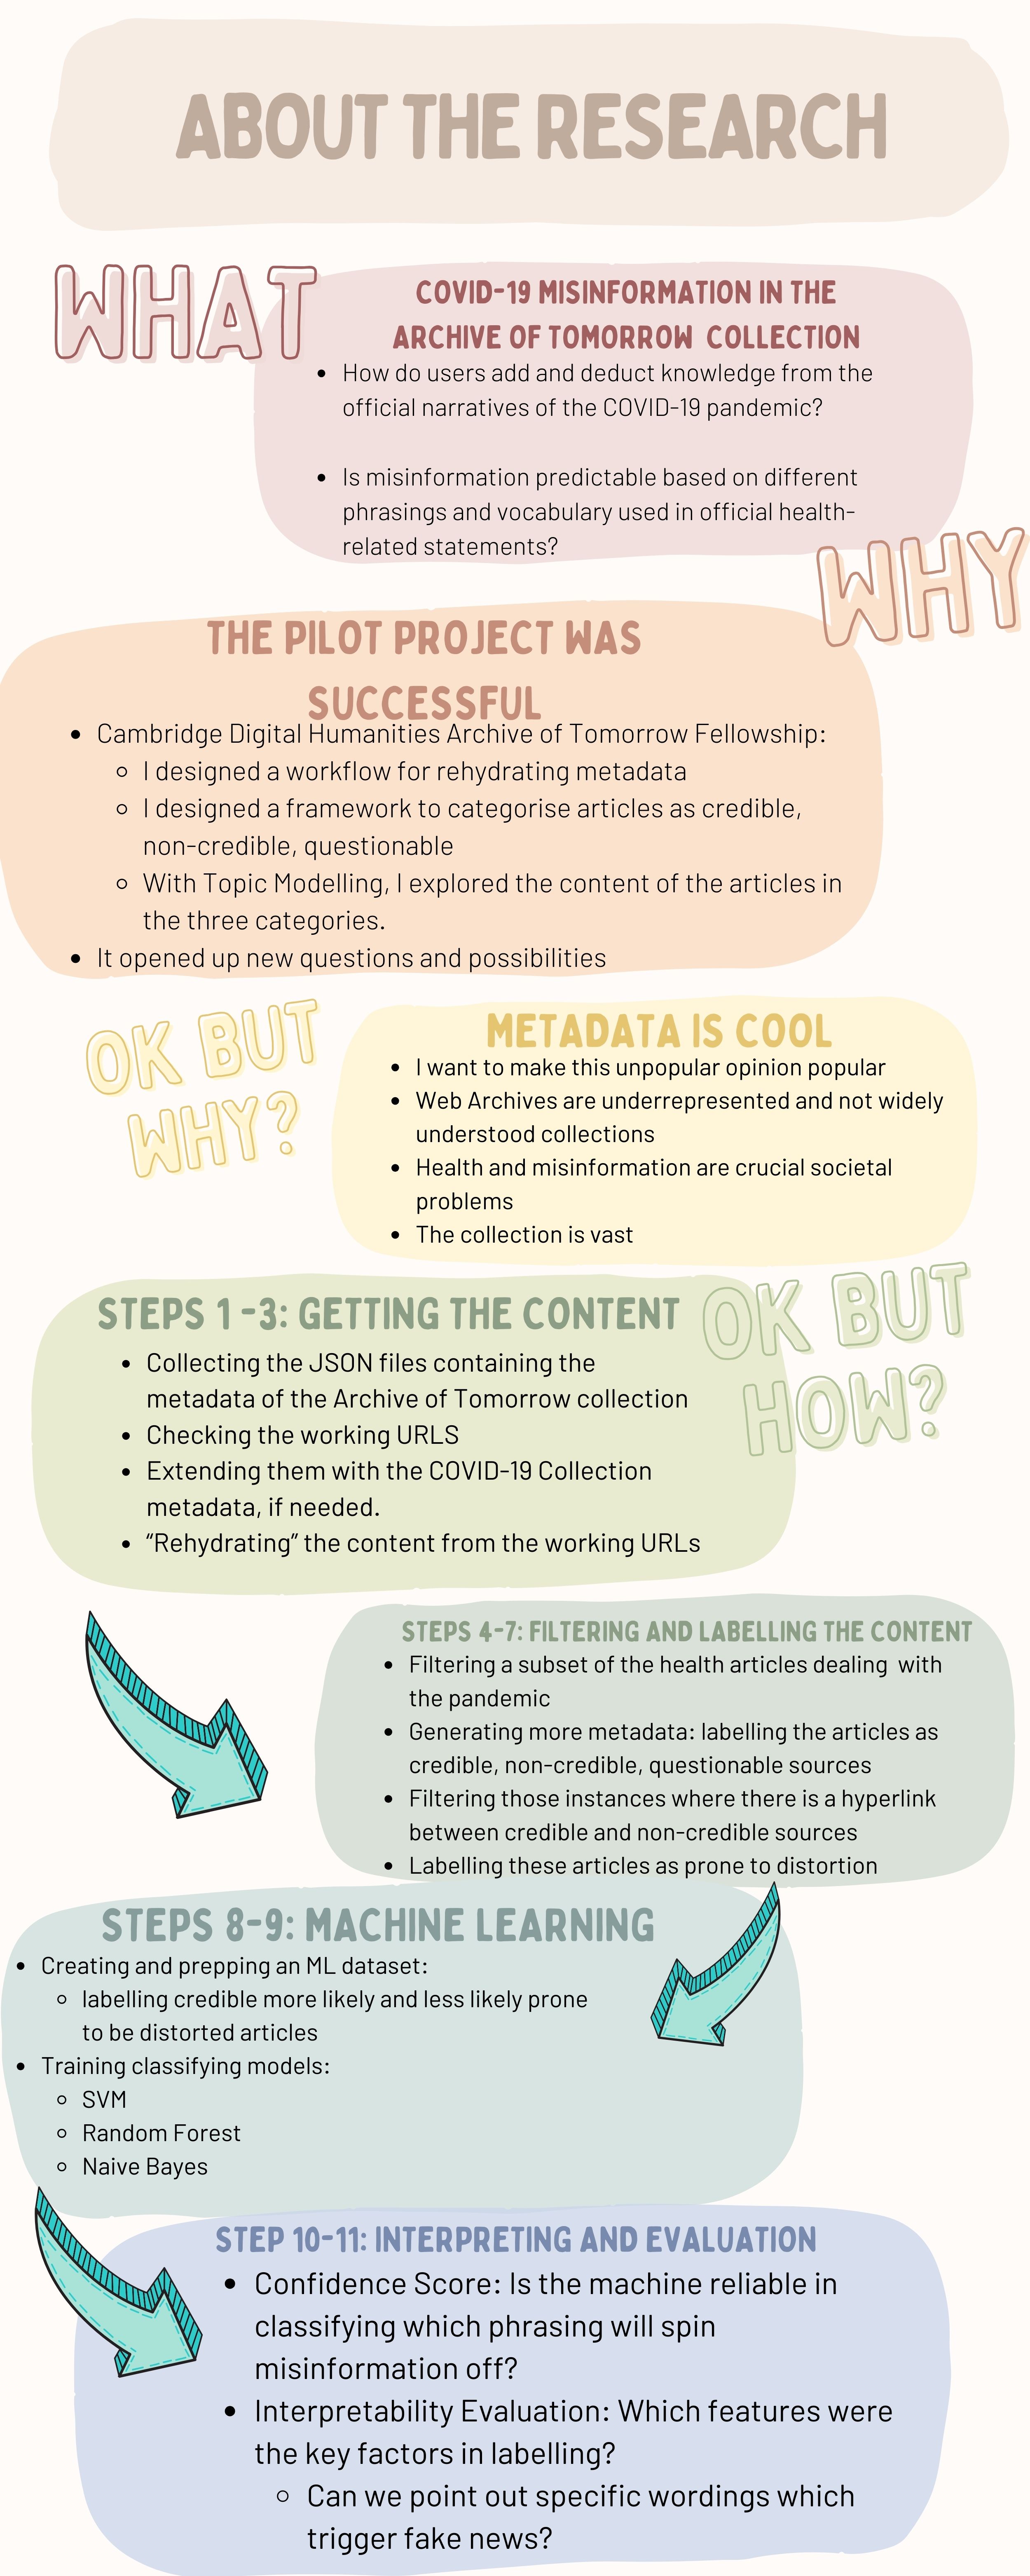 ABOUT THE RESEARCH
WHAT
COVID-19 MISINFORMATION IN THE
ARCHIVE OF TOMORROW COLLECTION
• How do users add and deduct knowledge from the
official narratives of the COVID-19 pandemic?
• Is misinformation predictable based on different
phrasings and vocabulary used in official health-
related statements?
WHY
THE PILOT PROJECT WAS
SUCCESSFUL
• Cambridge Digital Humanities Archive of Tomorrow Fellowship:
◦ I designed a workflow for rehydrating metadata
◦ I designed a framework to categorise articles as credible,
non-credible, questionable
◦ With Topic Modelling, I explored the content of the articles in
the three categories.
• It opened up new questions and possibilities
OK BUT
WHY?
METADATA IS COOL
• I want to make this unpopular opinion popular
• Web Archives are underrepresented and not widely
understood collections
• Health and misinformation are crucial societal
problems
• The collection is vast
OK BUT
HOW?
STEPS 1 -3: GETTING THE CONTENT
• Collecting the JSON files containing the
metadata of the Archive of Tomorrow collection
• Checking the working URLS
• Extending them with the COVID-19 Collection
metadata, if needed.
• “Rehydrating” the content from the working URLs
STEPS 4-7: FILTERING AND LABELLING THE CONTENT
• Filtering a subset of the health articles dealing with
the pandemic
• Generating more metadata: labelling the articles as
credible, non-credible, questionable sources
• Filtering those instances where there is a hyperlink
between credible and non-credible sources
• Labelling these articles as prone to distortion
STEPS 8-9: MACHINE LEARNING
• Creating and prepping an ML dataset:
◦ labelling credible more likely and less likely prone
to be distorted articles
• Training classifying models:
◦ SVM
◦ Random Forest
◦ Naive Bayes
STEP 10-11: INTERPRETING AND EVALUATION
• Confidence Score: Is the machine reliable in
classifying which phrasing will spin
misinformation off?
• Interpretability Evaluation: Which features were
the key factors in labelling?
◦ Can we point out specific wordings which
trigger fake news?